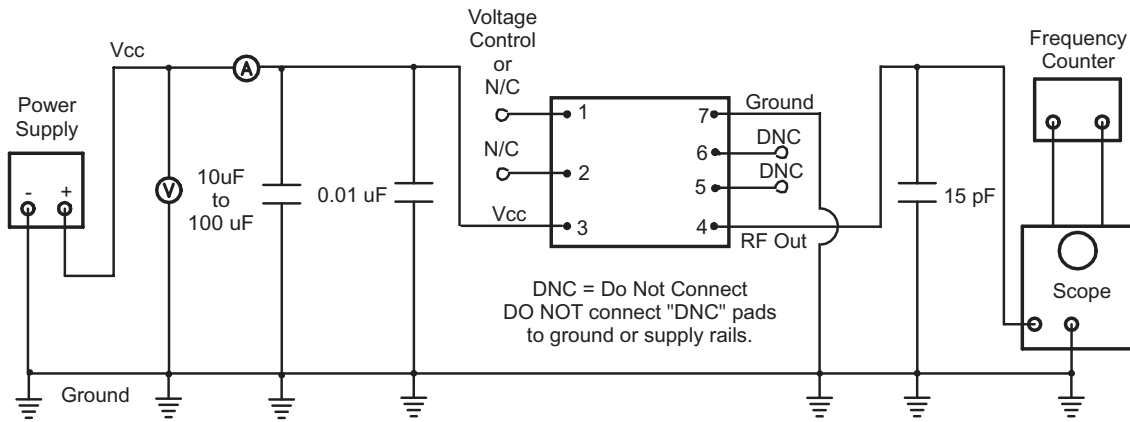 Vcc
Power
Supply
- +
A
V
10uF
to
100 uF
0.01 uF
Voltage
Control
or
N/C
N/C
Vcc
1
2
3
7
6
5
4
Ground
DNC
DNC
RF Out
DNC = Do Not Connect
DO NOT connect "DNC" pads
to ground or supply rails.
15 pF
Frequency
Counter
Scope
Ground